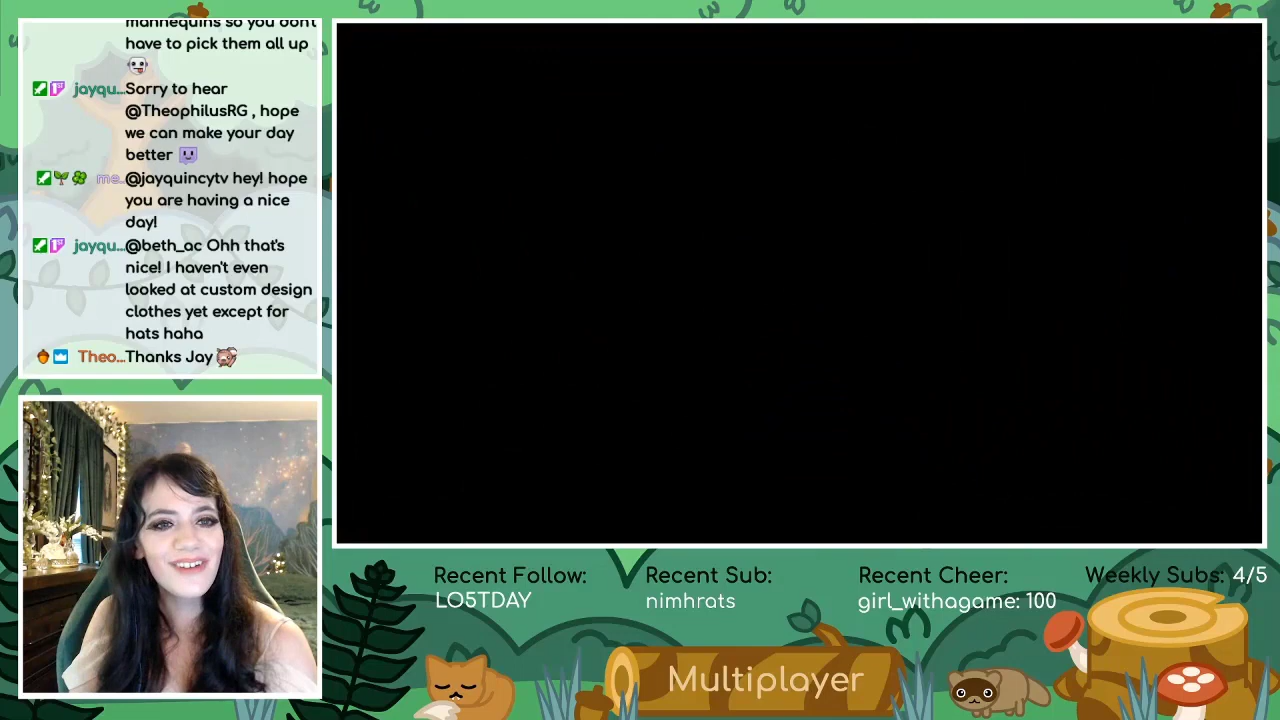 mannequins so you dont
have to pick them all up
jayqu...Sorry to hear
@TheophilusRG , hope
we can make your day
better
me..@jayquincytv hey! hope
you are having a nice
day!
jayqu...@beth_ac Ohh that's
nice! I haven't even
looked at custom design
clothes yet except for
hats haha
Theo...Thanks Jay
Recent Follow:
LO5TDAY
Recent Sub:
nimhrats
Recent Cheer:
girl_withagame: 100
Weekly Subs: 4/5
Multiplayer